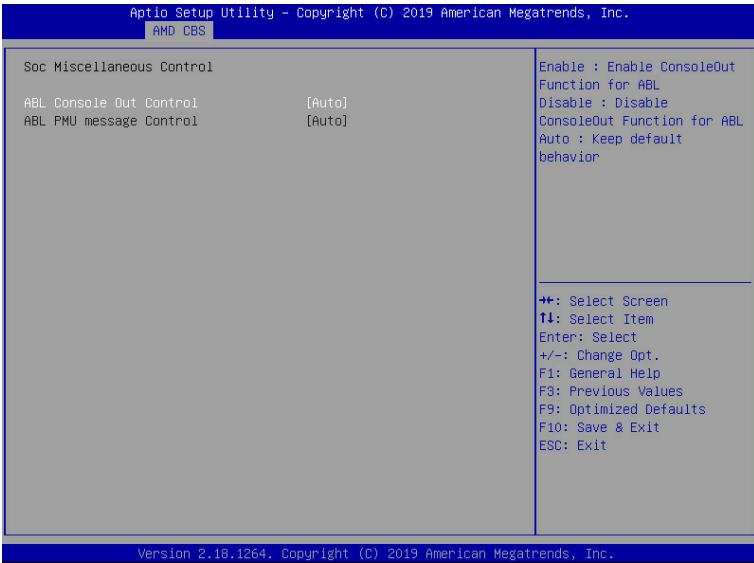 Aptio Setup Utility – Copyright (C) 2019 American Megatrends, Inc.
AMD CBS
Soc Miscellaneous Control
ABL Console Out Control [Auto]
ABL PMU message Control [Auto]
Enable : Enable ConsoleOut
Function for ABL
Disable : Disable
ConsoleOut Function for ABL
Auto : Keep default
behavior
→←: Select Screen
↑↓: Select Item
Enter: Select
+/-: Change Opt.
F1: General Help
F3: Previous Values
F9: Optimized Defaults
F10: Save & Exit
ESC: Exit
Version 2.18.1264. Copyright (C) 2019 American Megatrends, Inc.